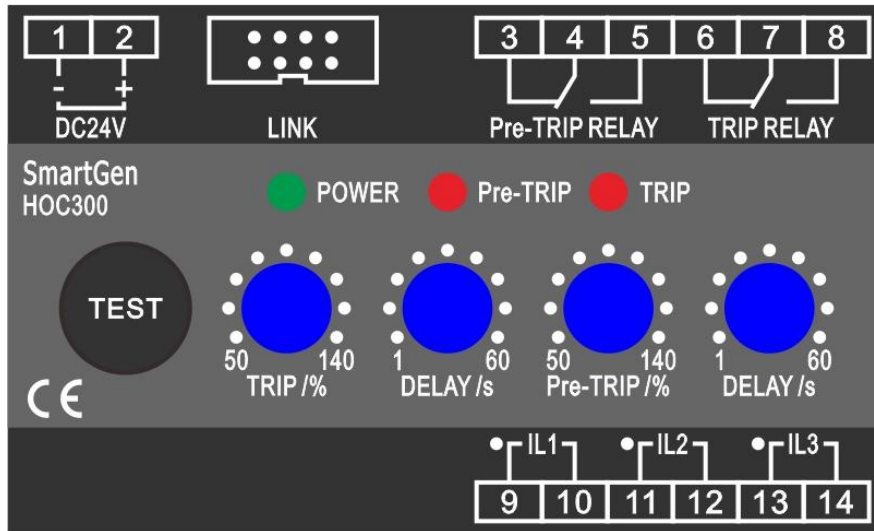 1 2
3 4 5 6 7 8
- +
DC24V
LINK
Pre-TRIP RELAY
TRIP RELAY
SmartGen
HOC300
POWER
Pre-TRIP
TRIP
TEST
50 140
TRIP /%
1 60
DELAY /s
50 140
Pre-TRIP /%
1 60
DELAY /s
CE
IL1 IL2 IL3
9 10 11 12 13 14